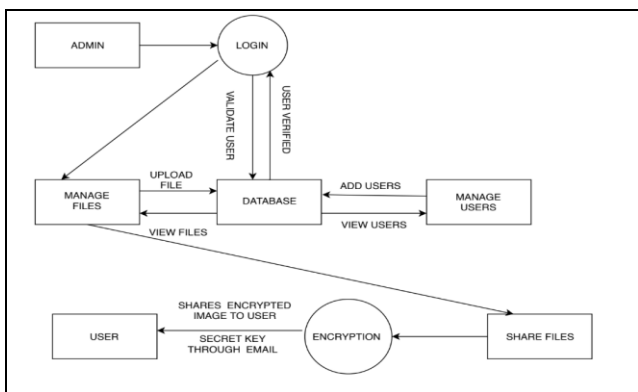 ADMIN
LOGIN
VALIDATE USER
USER VERIFIED
UPLOAD
FILE
MANAGE
FILES
DATABASE
ADD USERS
MANAGE
USERS
VIEW FILES
VIEW USERS
SHARES ENCRYPTED
IMAGE TO USER
USER
SECRET KEY
THROUGH EMAIL
ENCRYPTION
SHARE FILES